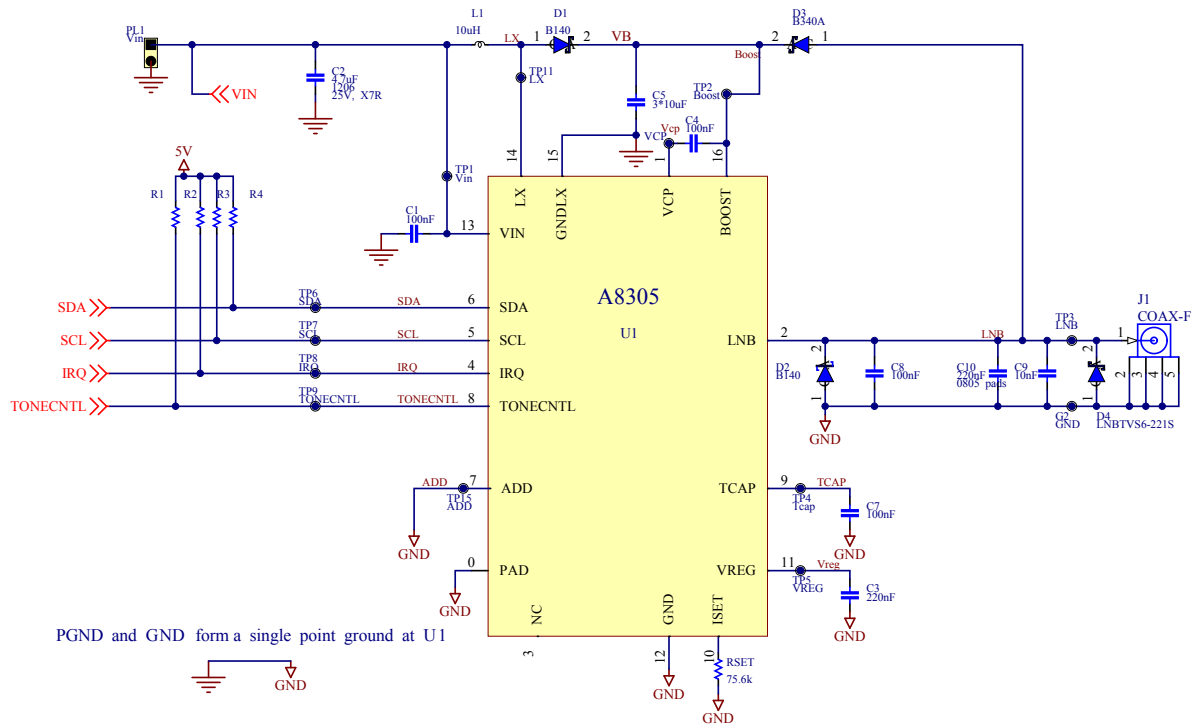 PL1
Vin
VIN
C2
4.7uF
1206
25V, X7R
L1
10uH
LX
D1
1 B140 2
VB
TP11
LX
C5
3*10uF
Boost
D3
2 B340A 1
TP2
Boost
C4
100nF
Vcp
VCP
14
15
1
16
5V
R1
R2
R3
R4
TP1
Vin
C1
100nF
13
LX
GNDLX
VCP
BOOST
VIN
A8305
U1
SDA
TP6
SDA
SDA
6
SDA
SCL
TP7
SCL
SCL
5
SCL
IRQ
TP8
IRQ
IRQ
4
IRQ
TONECNTL
TP9
TONECNTL
TONECNTL
8
TONECNTL
LNB
2
LNB
TP3
LNB
J1
COAX-F
1
2
3
4
5
D2
B140
2
1
C8
100nF
C10
220nF
0805 pads
C9
10nF
2
1
G2
GND
D4
LNBTVS6-221S
GND
ADD
7
ADD
TP15
ADD
GND
0
PAD
GND
TCAP
9
TCAP
TP4
Tcap
C7
100nF
GND
VREG
11
Vreg
TP5
VREG
C3
220nF
GND
NC
3
GND
12
GND
ISET
10
RSET
75.6k
GND
PGND and GND form a single point ground at U1
GND